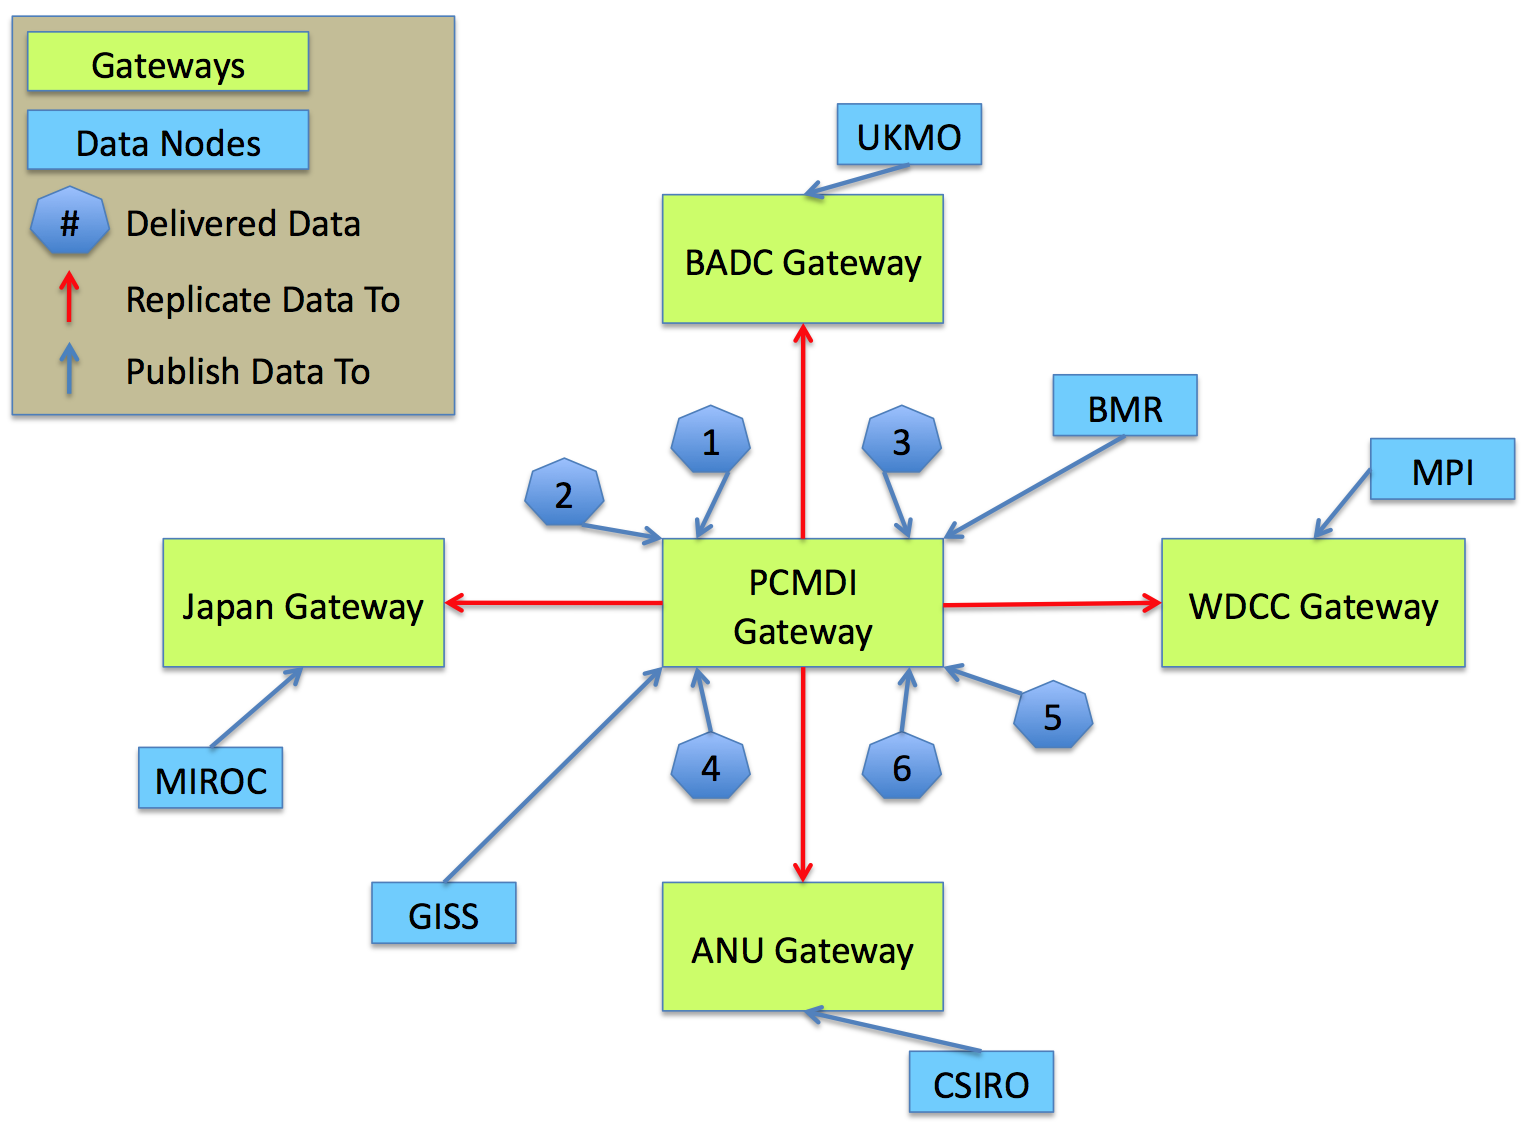 Gateways
Data Nodes
#
Delivered Data
Replicate Data To
Publish Data To
UKMO
BADC Gateway
BMR
1
3
MPI
2
PCMDI
Gateway
Japan Gateway
WDCC Gateway
5
4
6
MIROC
GISS
ANU Gateway
CSIRO